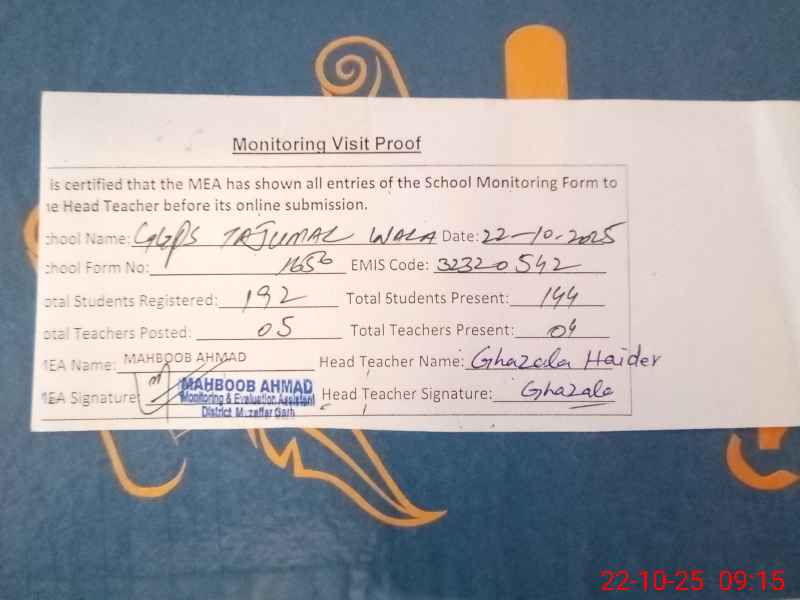 Monitoring Visit Proof
is certified that the MEA has shown all entries of the School Monitoring Form to
e Head Teacher before its online submission.
chool Name: GGPS TAJUMAL WALA Date: 22-10-2025
chool Form No: 1656 EMIS Code: 32320542
otal Students Registered: 192 Total Students Present: 144
otal Teachers Posted: 05 Total Teachers Present: 04
MEA Name: MAHBOOB AHMAD Head Teacher Name: Ghazala Haider
MEA Signature: Head Teacher Signature: Ghazala
MAHBOOB AHMAD
Monitoring & Evaluation Assistant
District Muzaffar Garh
22-10-25 09:15